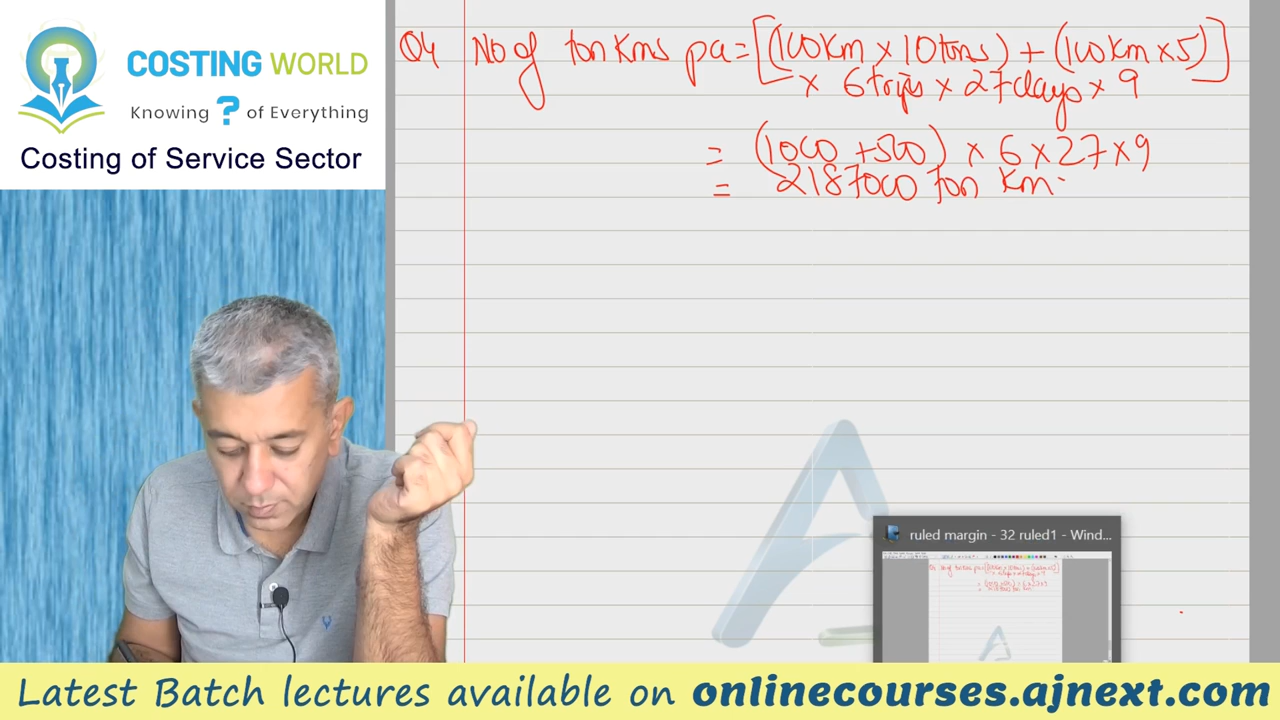 COSTING WORLD
Knowing ? of Everything
Costing of Service Sector
Q4 No of ton Kms pa = [(100Km x 10tons) + (100Km x 5)]
x 6trips x 27days x 9
= (1000 + 500) x 6 x 27 x 9
= 2187000 ton Km.
ruled margin - 32 ruled1 - Wind...
Latest Batch lectures available on onlinecourses.ajnext.com